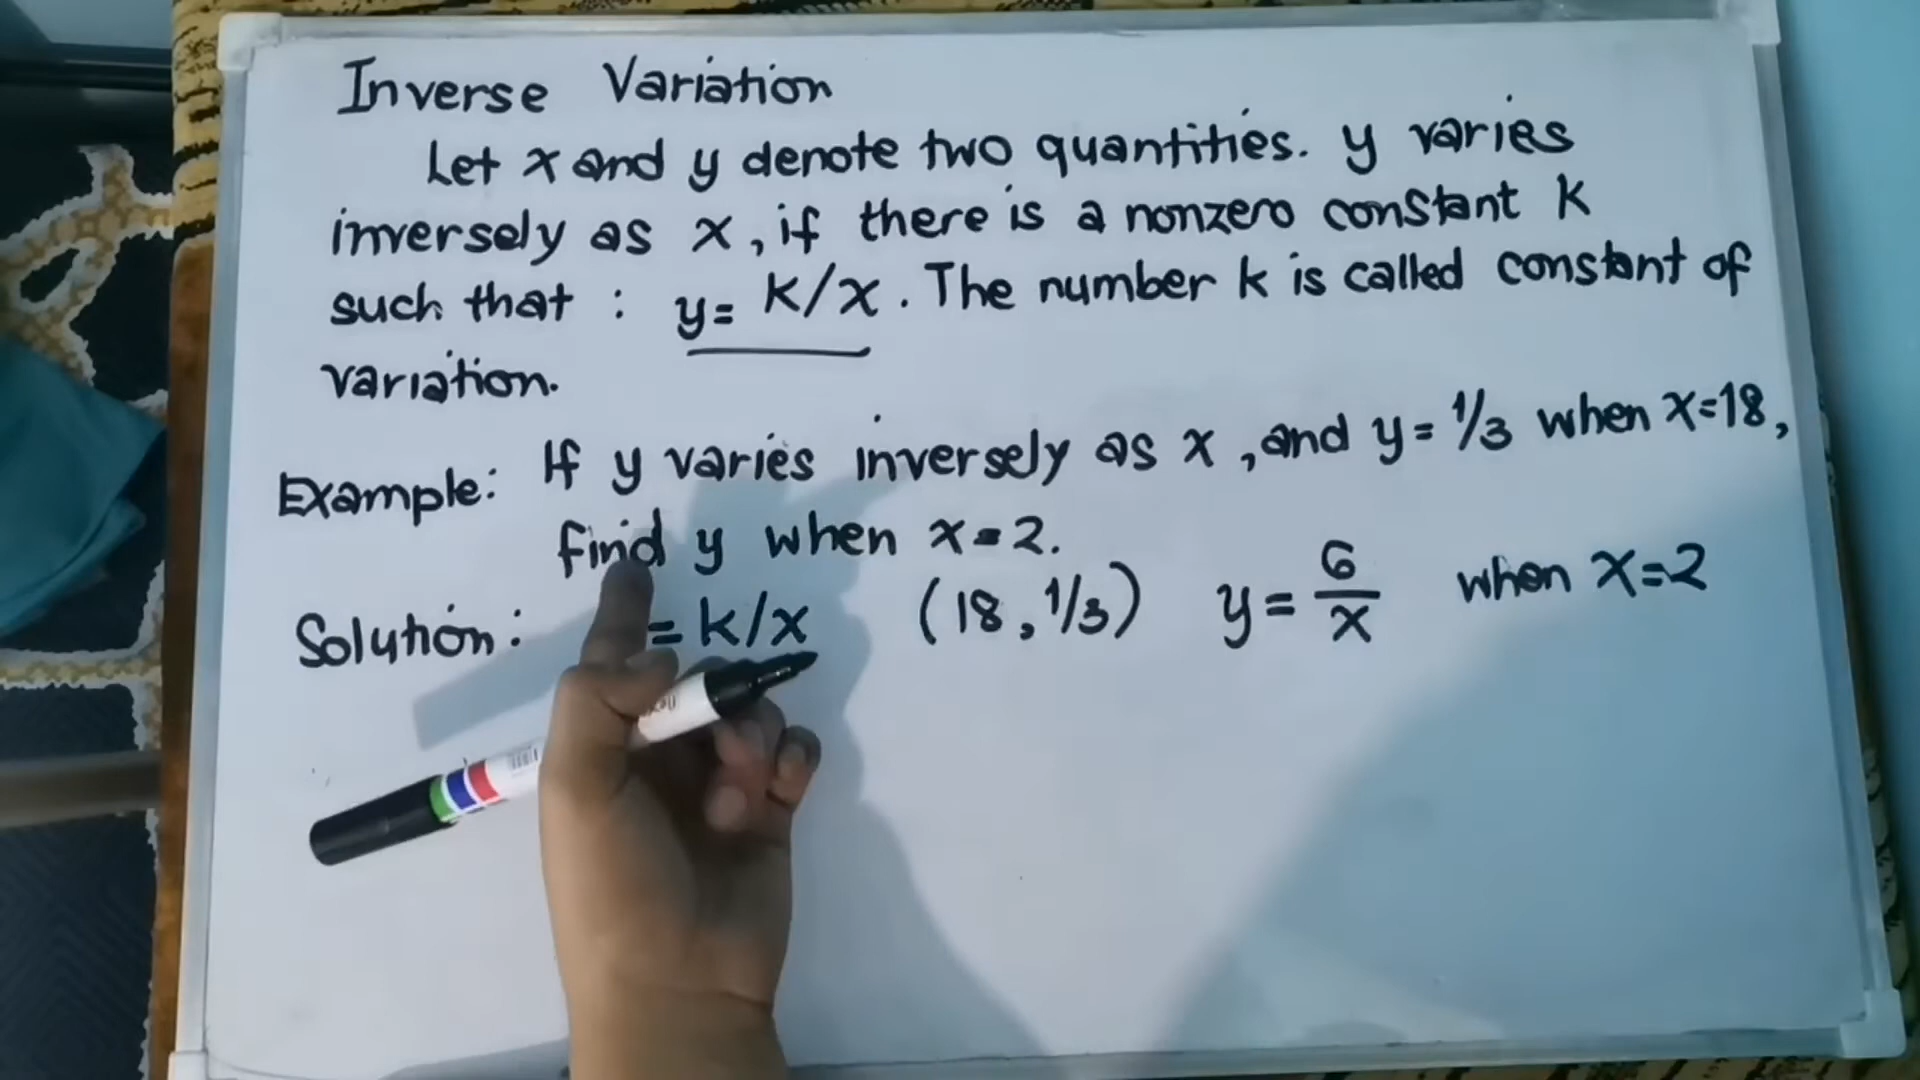 Inverse Variation
Let x and y denote two quantities. y varies
inversely as x, if there is a nonzero constant k
such that : y= k/x. The number k is called constant of
variation.
Example: If y varies inversely as x, and y= 1/3 when x=18,
find y when x=2.
Solution: = k/x (18, 1/3) y= 6/x when x=2